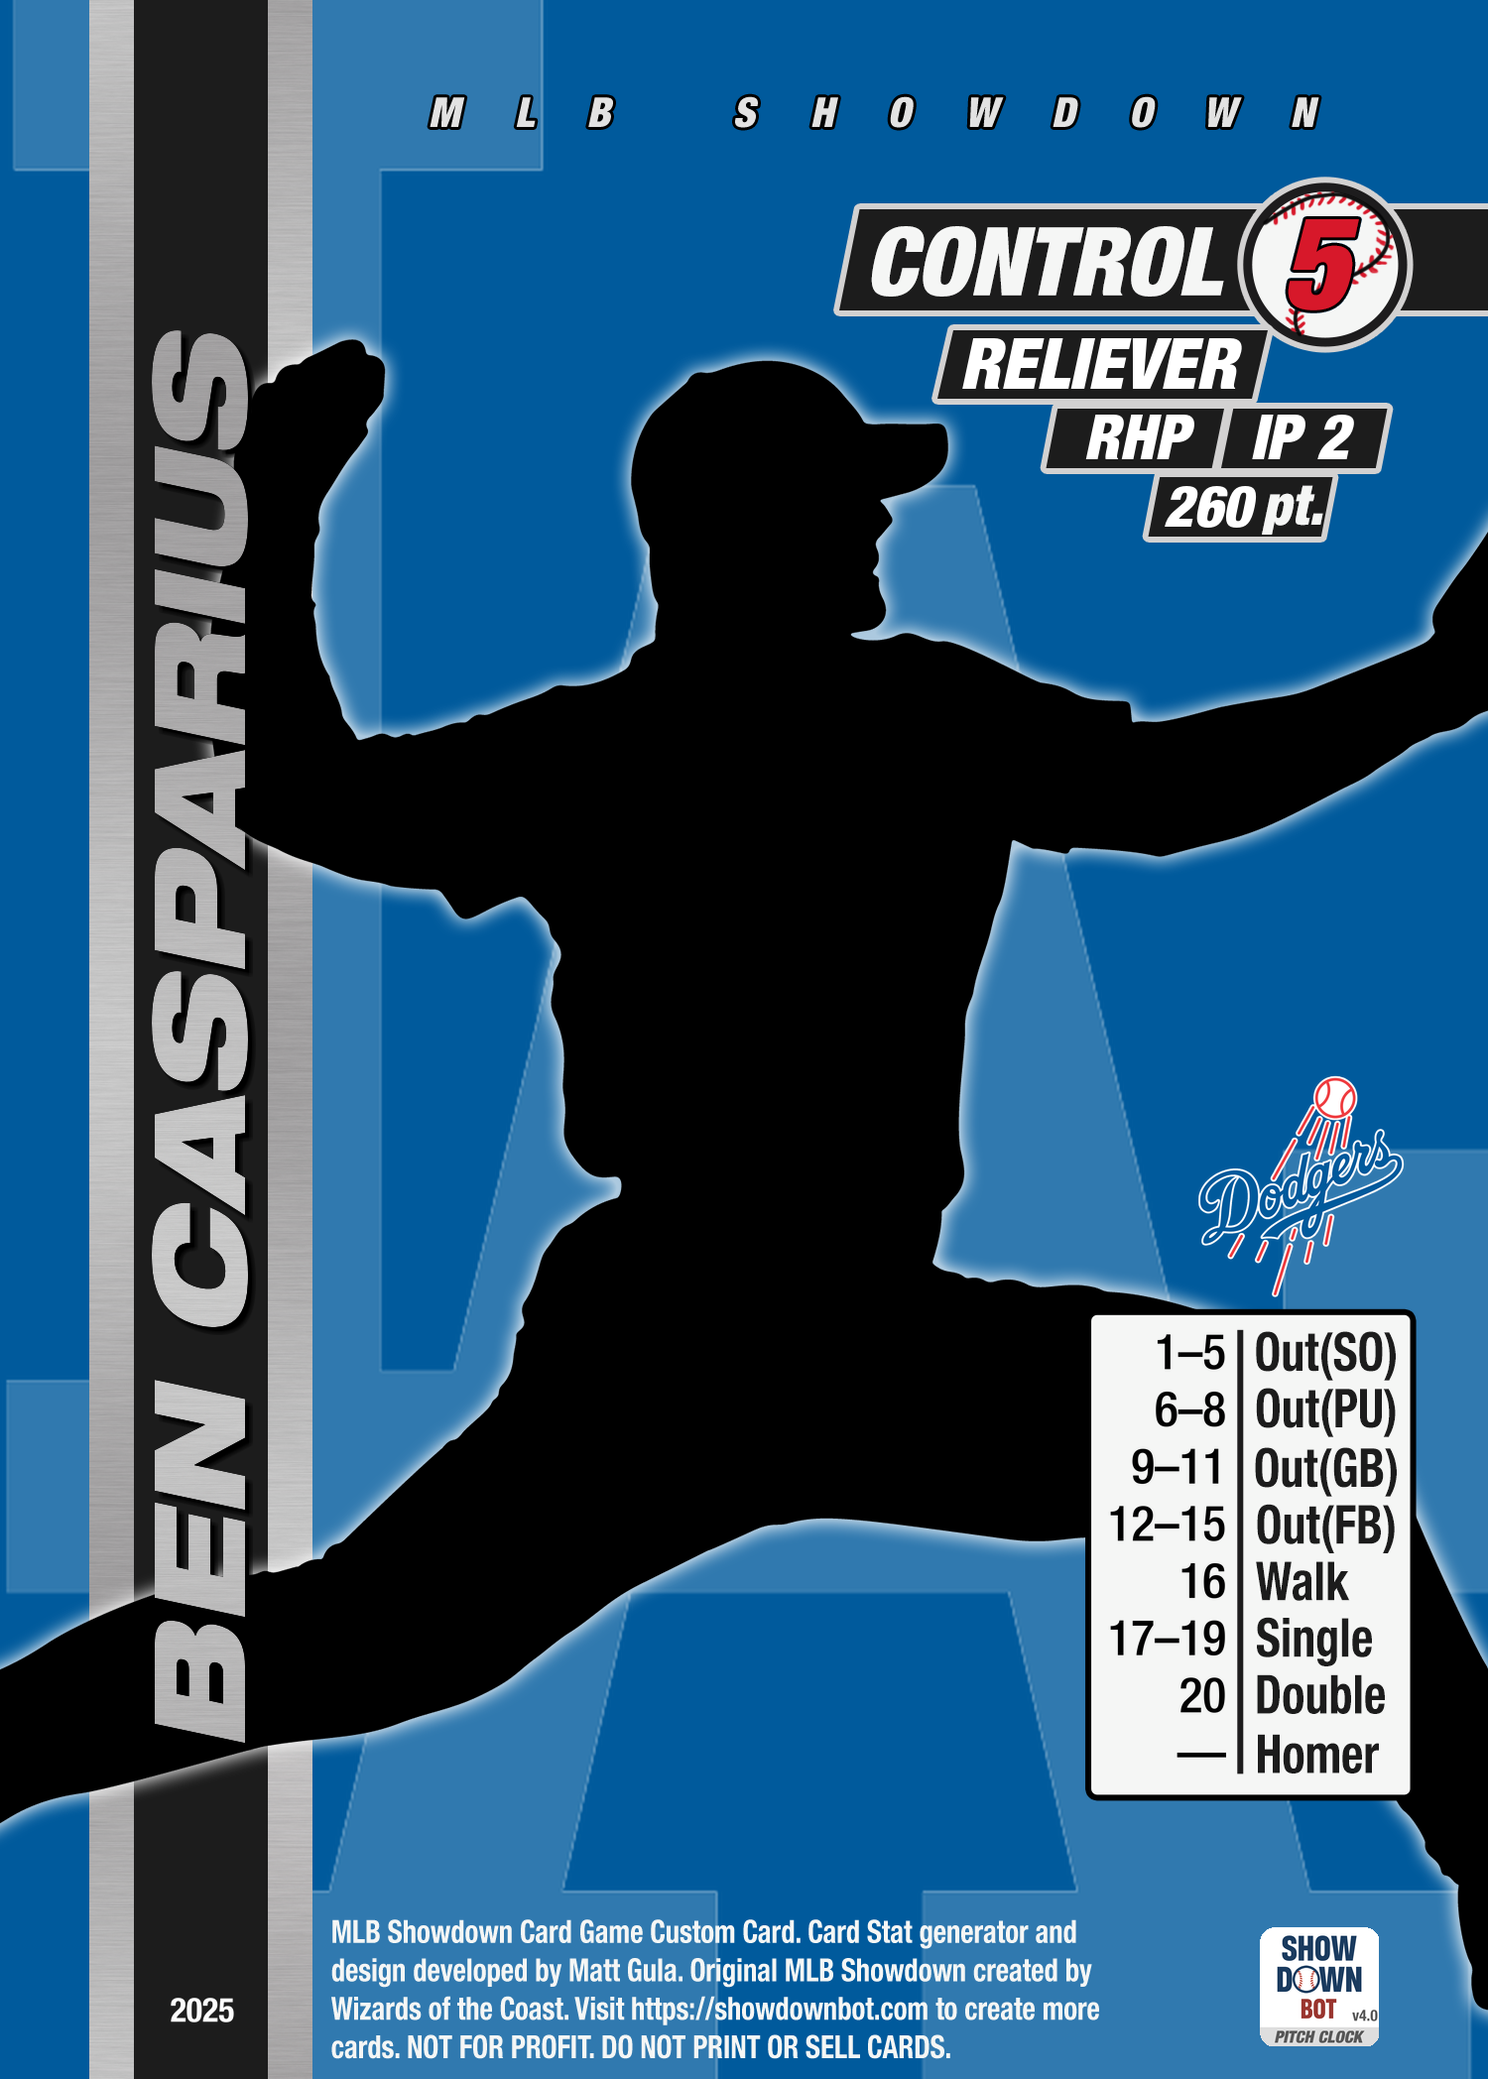 MLB SHOWDOWN
CONTROL 5
RELIEVER
RHP IP 2
260 pt.
BEN CASPARIUS
Dodgers
1–5 Out(SO)
6–8 Out(PU)
9–11 Out(GB)
12–15 Out(FB)
16 Walk
17–19 Single
20 Double
— Homer
MLB Showdown Card Game Custom Card. Card Stat generator and
design developed by Matt Gula. Original MLB Showdown created by
Wizards of the Coast. Visit https://showdownbot.com to create more
cards. NOT FOR PROFIT. DO NOT PRINT OR SELL CARDS.
2025
SHOW
DOWN
BOT v4.0
PITCH CLOCK